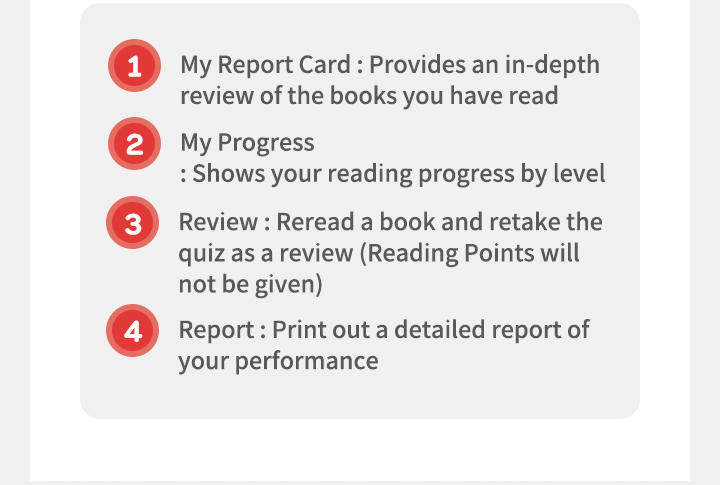 1 My Report Card : Provides an in-depth
review of the books you have read
2 My Progress
: Shows your reading progress by level
3 Review : Reread a book and retake the
quiz as a review (Reading Points will
not be given)
4 Report : Print out a detailed report of
your performance